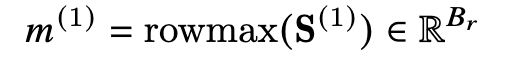 m^{(1)} = rowmax(𝐒^{(1)}) ∈ ℝ^{B_r}